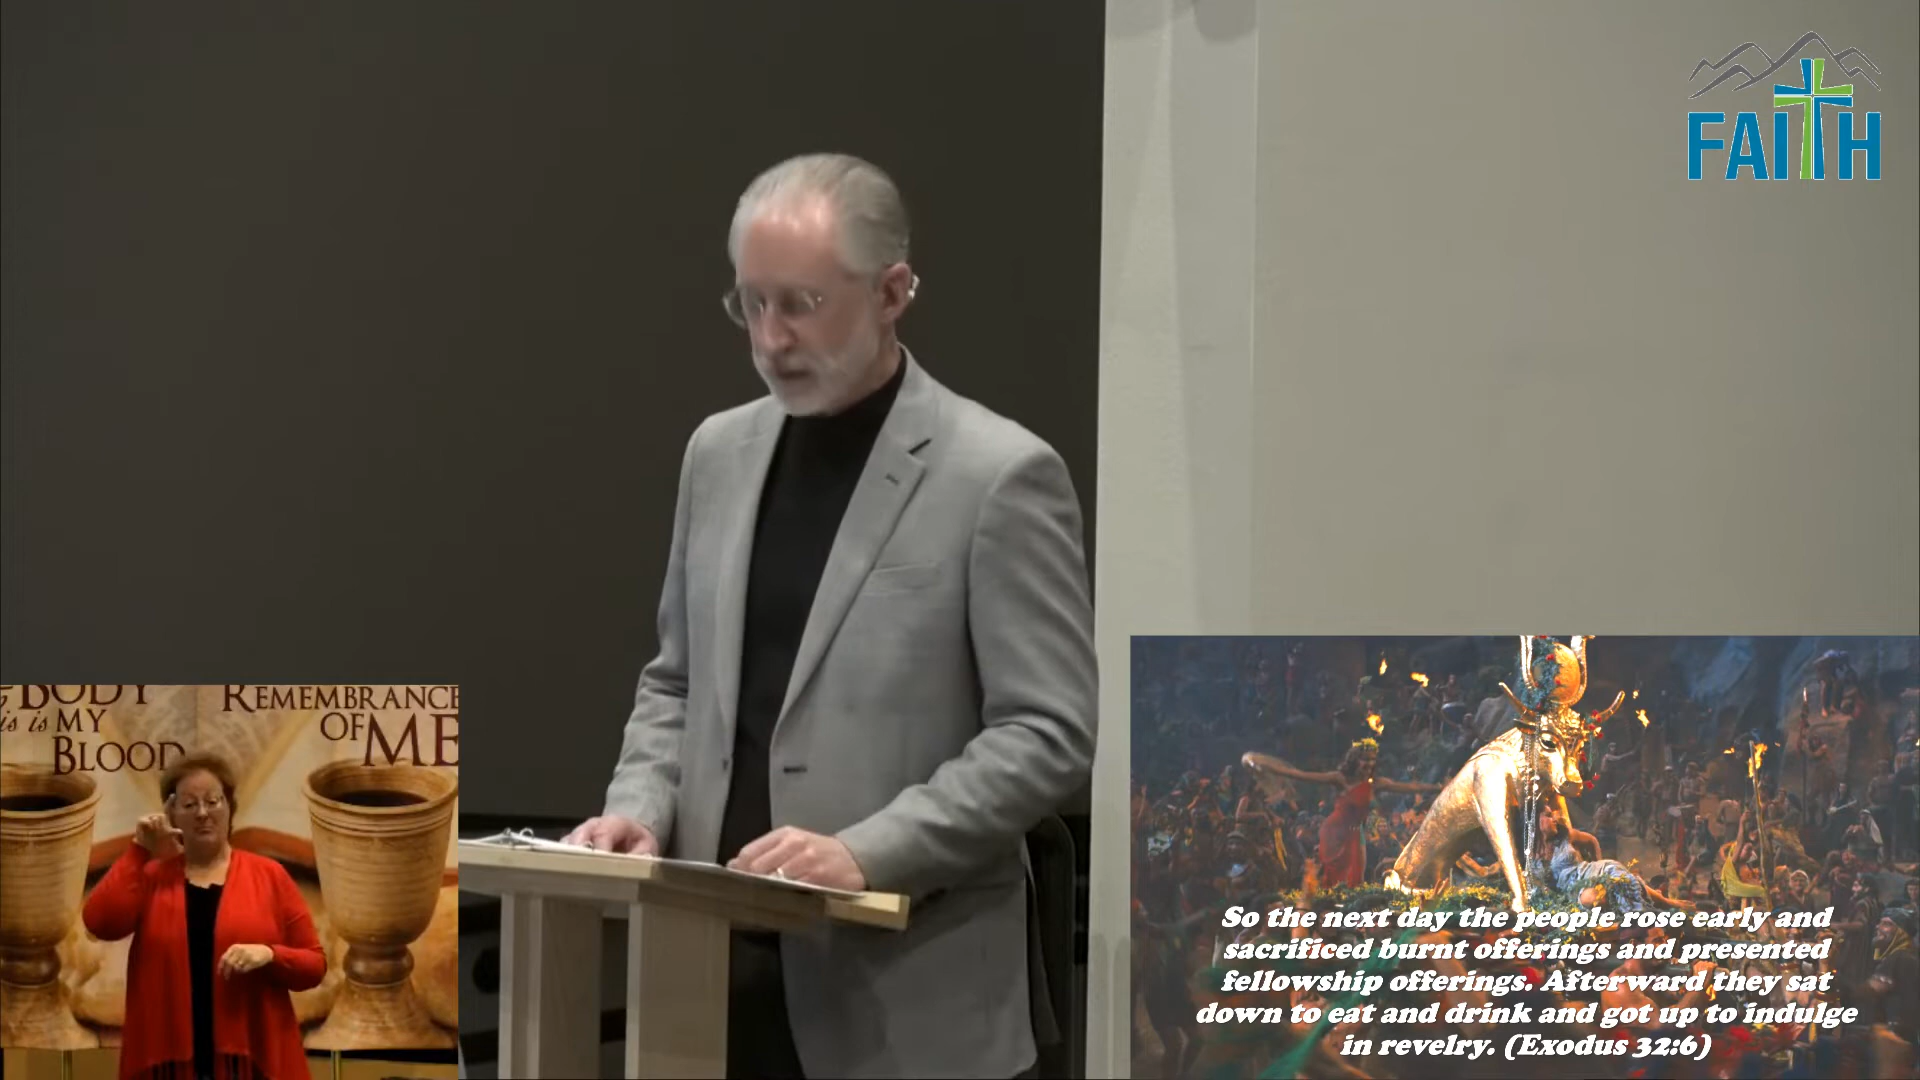 FAITH
BODY
is is MY
BLOOD
REMEMBRANCE
OF ME
So the next day the people rose early and
sacrificed burnt offerings and presented
fellowship offerings. Afterward they sat
down to eat and drink and got up to indulge
in revelry. (Exodus 32:6)